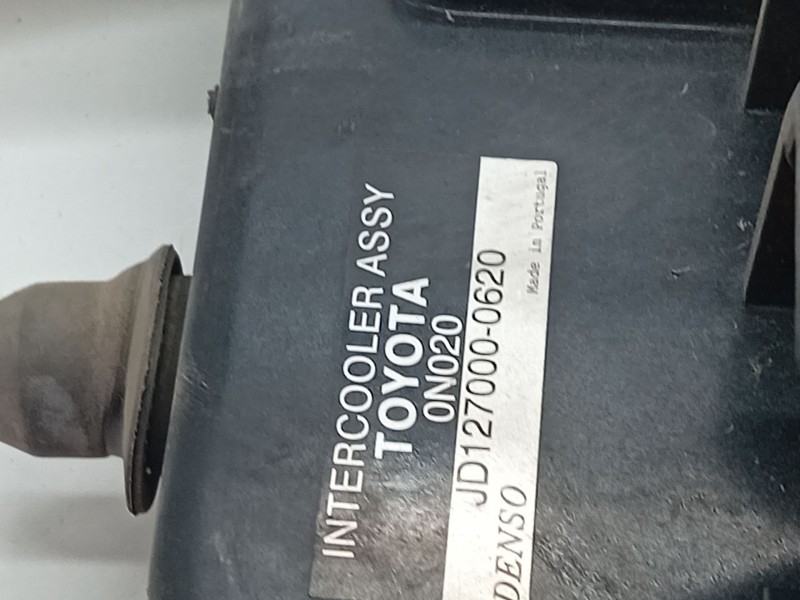 INTERCOOLER ASSY
TOYOTA
0N020
JD127000-0620
DENSO
Made in Portugal